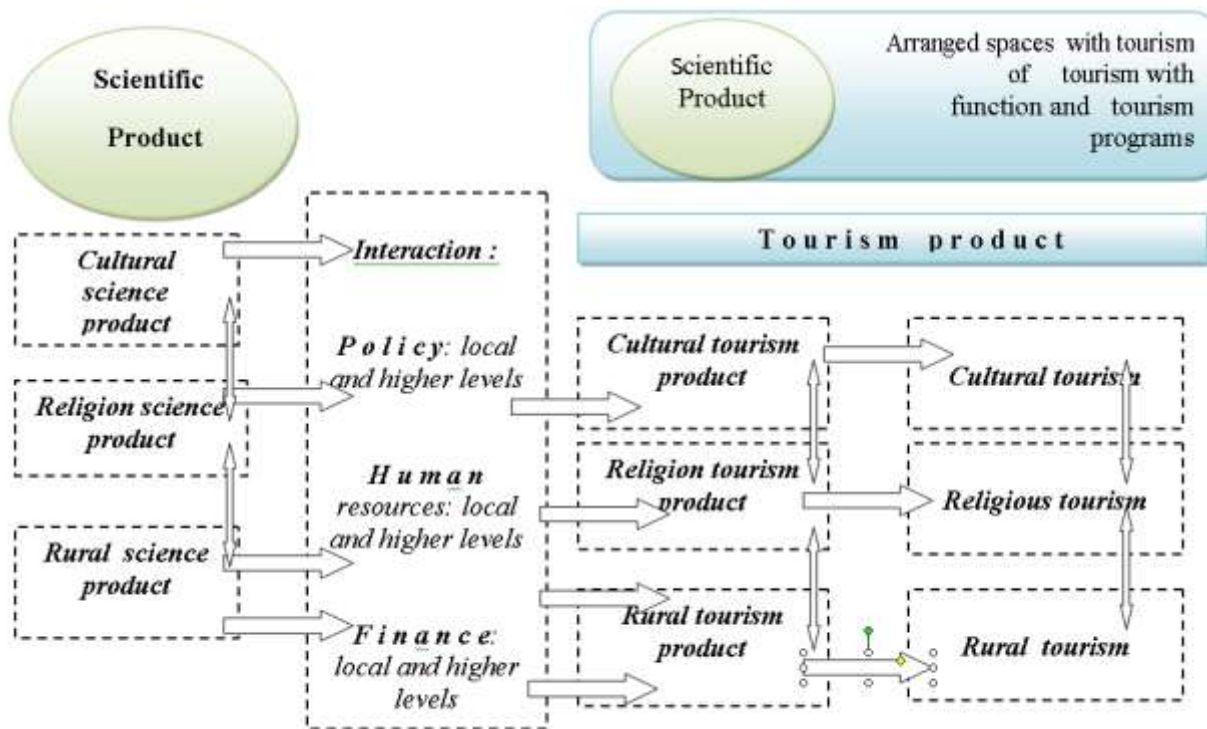 Scientific
Product
Scientific
Product
Arranged spaces with tourism
of tourism with
function and tourism
programs
Tourism product
Cultural
science
product
Religion science
product
Rural science
product
Interaction :
Policy: local
and higher levels
Human
resources: local
and higher levels
Finance:
local and higher
levels
Cultural tourism
product
Religion tourism
product
Rural tourism
product
Cultural tourism
Religious tourism
Rural tourism